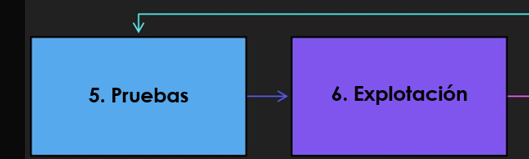 5. Pruebas
6. Explotación